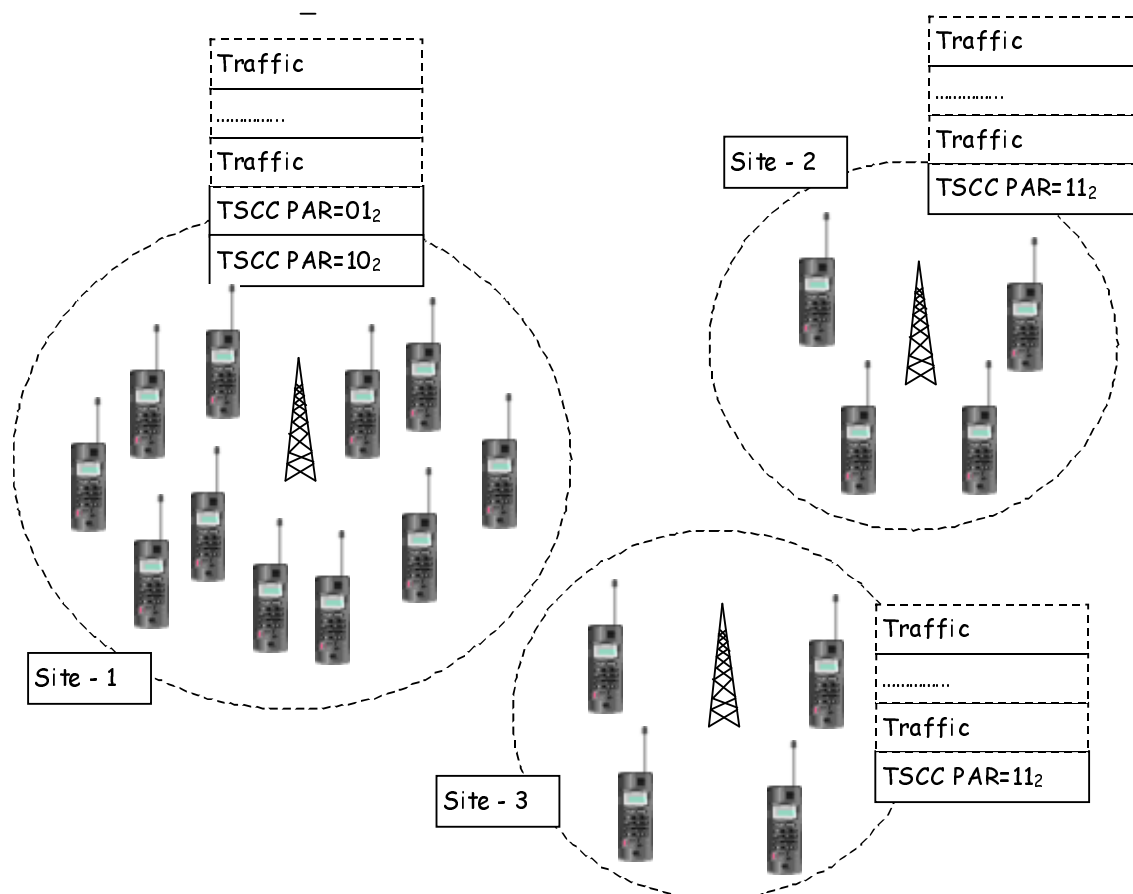 Traffic
..............
Traffic
TSCC PAR=01₂
TSCC PAR=10₂
Site - 1
Traffic
..............
Traffic
TSCC PAR=11₂
Site - 2
Traffic
..............
Traffic
TSCC PAR=11₂
Site - 3